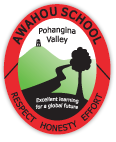 AWAHOU SCHOOL
Pohangina
Valley
Excellent learning
for a global future
RESPECT HONESTY EFFORT